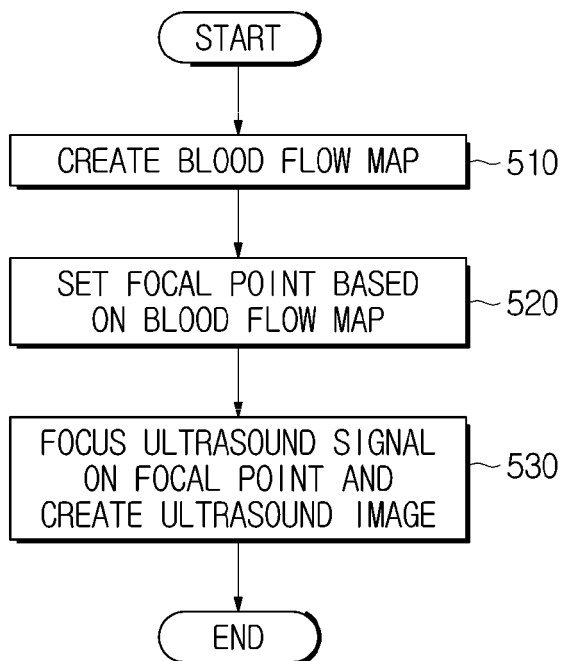 START
CREATE BLOOD FLOW MAP
510
SET FOCAL POINT BASED
ON BLOOD FLOW MAP
520
FOCUS ULTRASOUND SIGNAL
ON FOCAL POINT AND
CREATE ULTRASOUND IMAGE
530
END